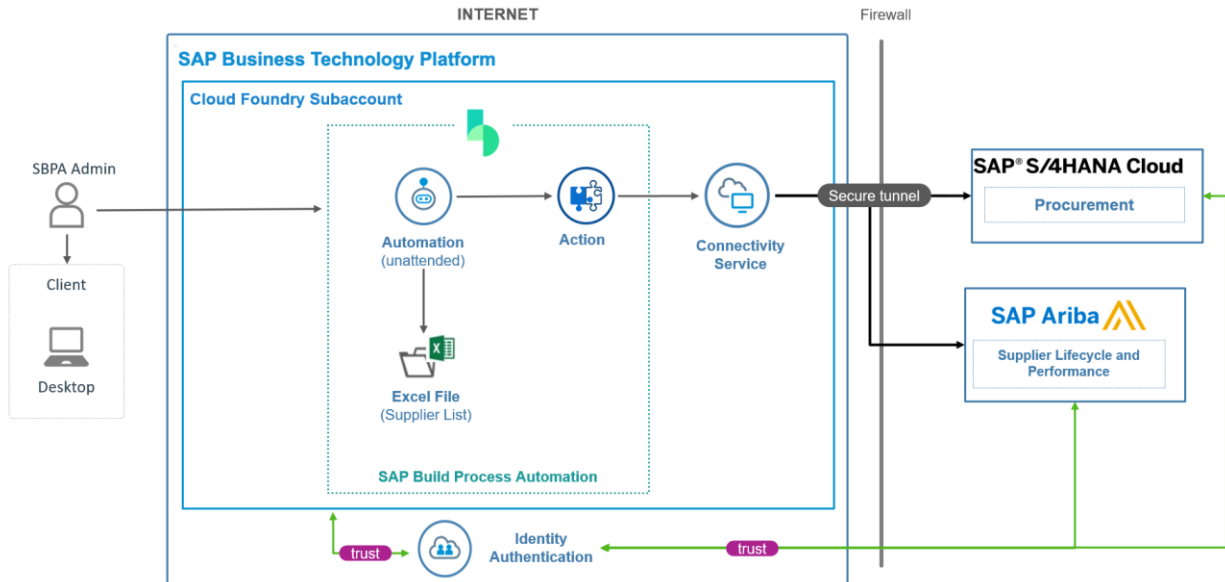 INTERNET
Firewall
SAP Business Technology Platform
Cloud Foundry Subaccount
SBPA Admin
Client
Desktop
Automation
(unattended)
Action
Connectivity
Service
Excel File
(Supplier List)
SAP Build Process Automation
Secure tunnel
SAP® S/4HANA Cloud
Procurement
SAP Ariba
Supplier Lifecycle and
Performance
trust
Identity
Authentication
trust